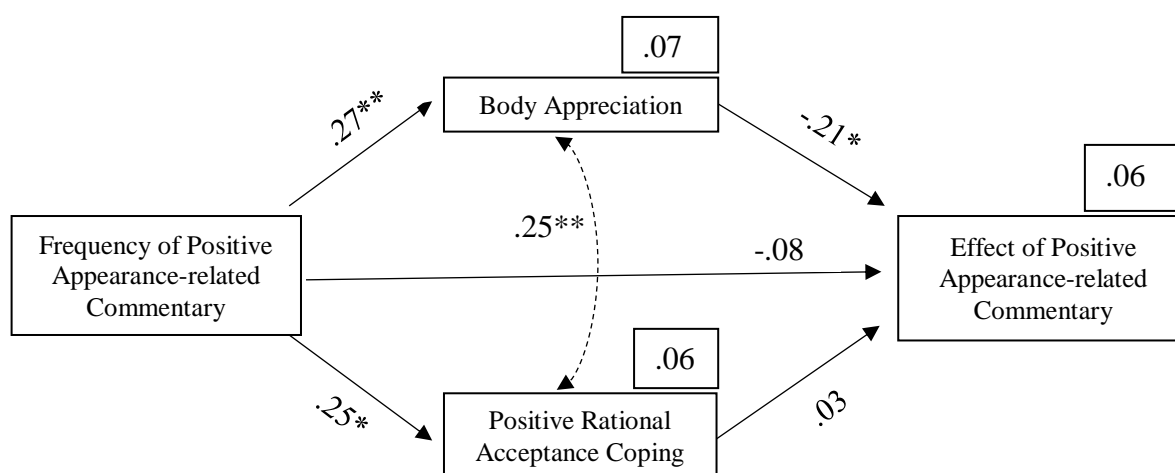 .07
Body Appreciation
.27**
-.21*
.06
Frequency of Positive
Appearance-related
Commentary
.25**
-.08
Effect of Positive
Appearance-related
Commentary
.06
.25*
Positive Rational
Acceptance Coping
.03